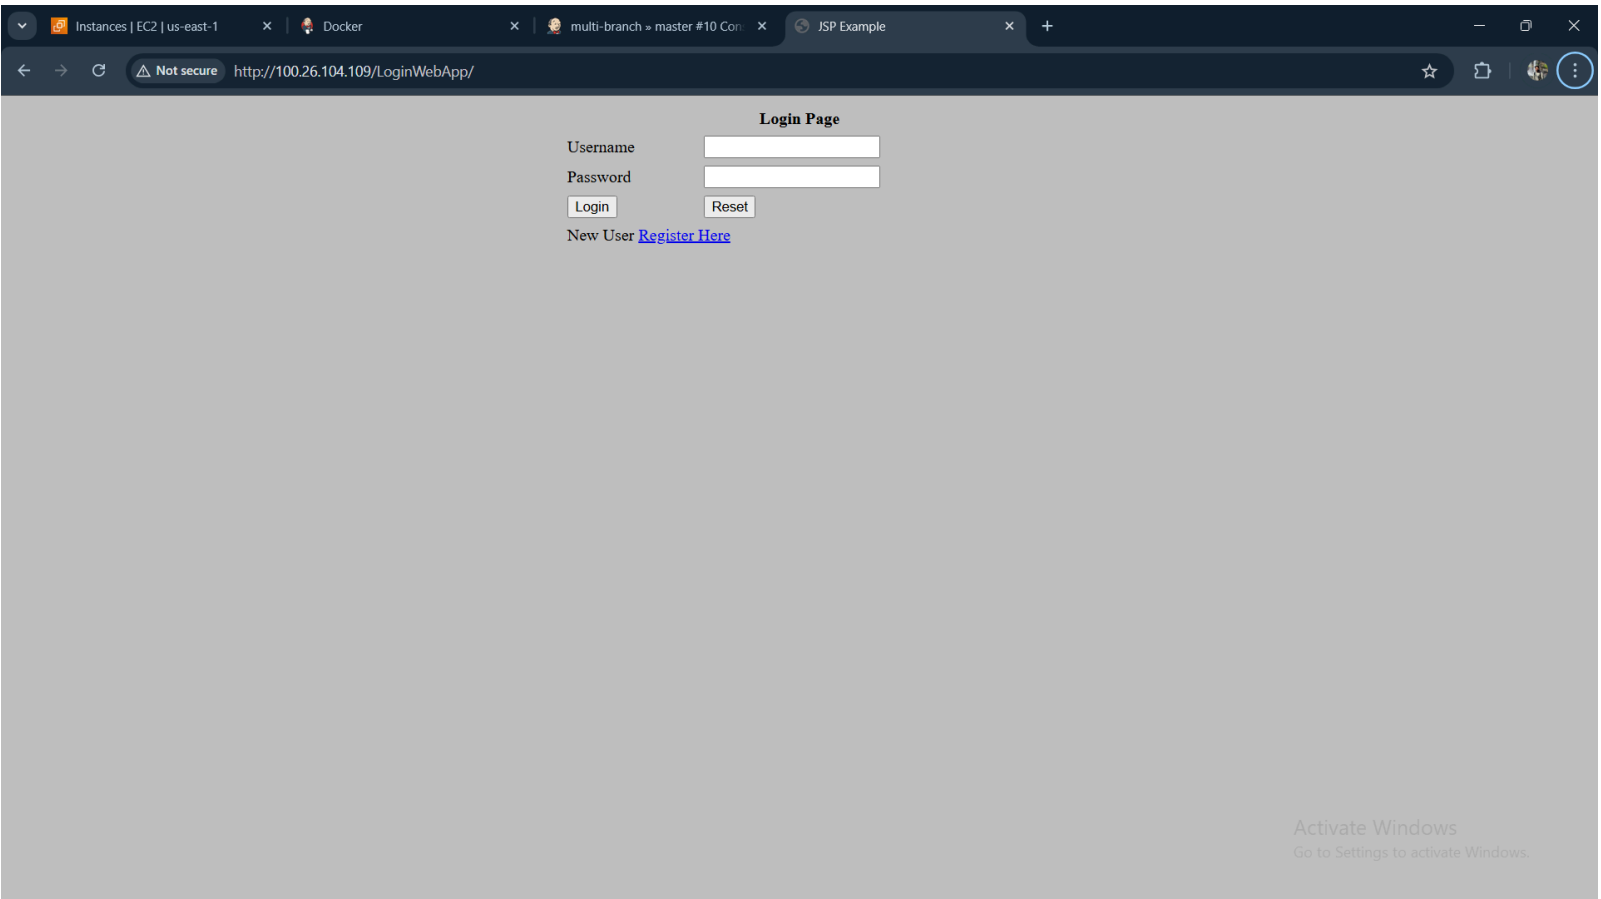 Instances | EC2 | us-east-1
Docker
multi-branch » master #10 Con
JSP Example
Not secure
http://100.26.104.109/LoginWebApp/
Login Page
Username
Password
Login Reset
New User Register Here
Activate Windows
Go to Settings to activate Windows.